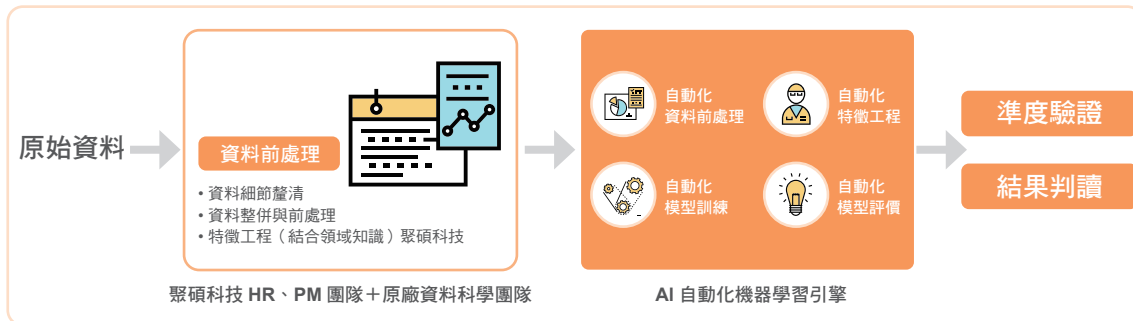 原始資料
資料前處理
• 資料細節釐清
• 資料整併與前處理
• 特徵工程（結合領域知識）聚碩科技
聚碩科技 HR、PM 團隊＋原廠資料科學團隊
自動化
資料前處理
自動化
特徵工程
自動化
模型訓練
自動化
模型評價
AI 自動化機器學習引擎
準度驗證
結果判讀